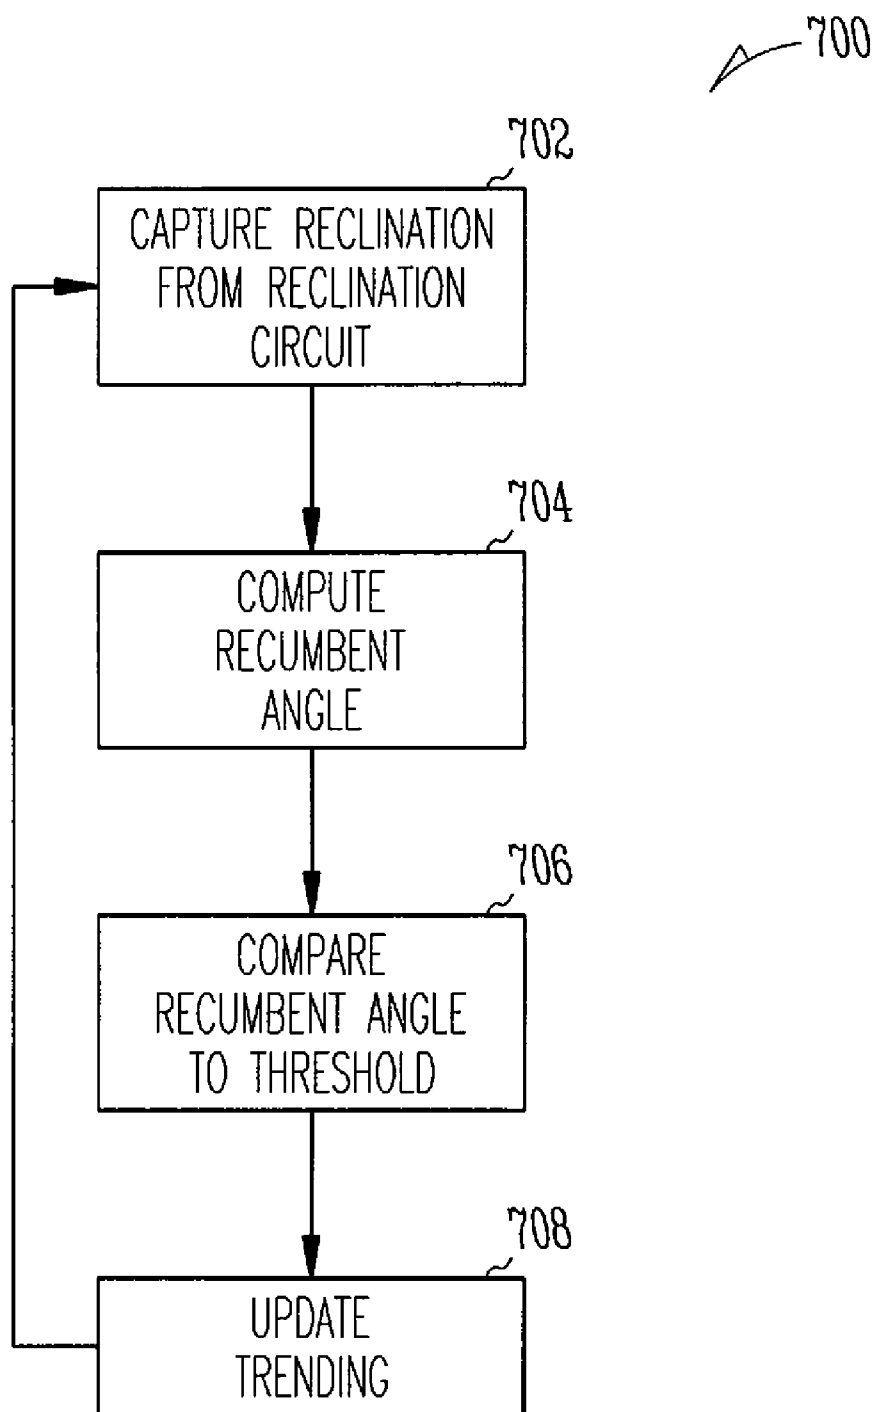 700
702
CAPTURE RECLINATION
FROM RECLINATION
CIRCUIT
704
COMPUTE
RECUMBENT
ANGLE
706
COMPARE
RECUMBENT ANGLE
TO THRESHOLD
708
UPDATE
TRENDING